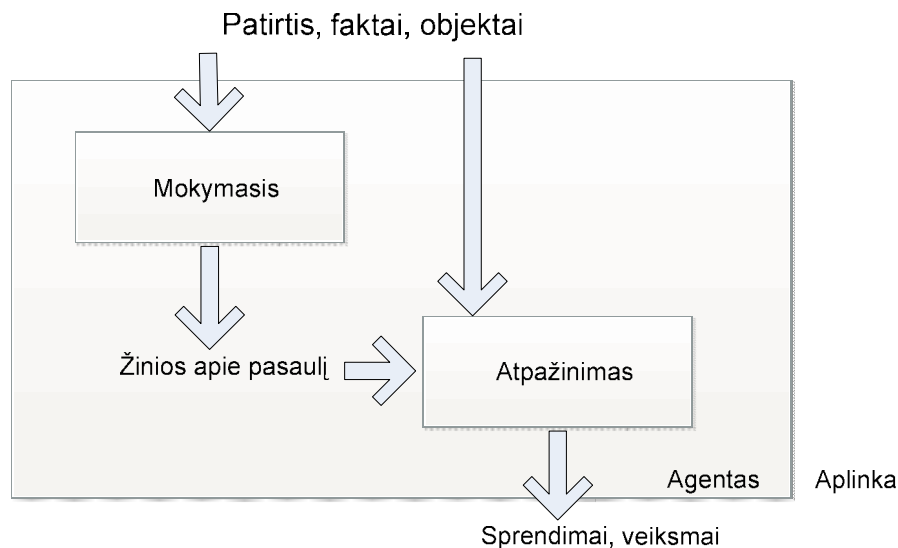 Patirtis, faktai, objektai
Mokymasis
Žinios apie pasaulį
Atpažinimas
Agentas
Aplinka
Sprendimai, veiksmai